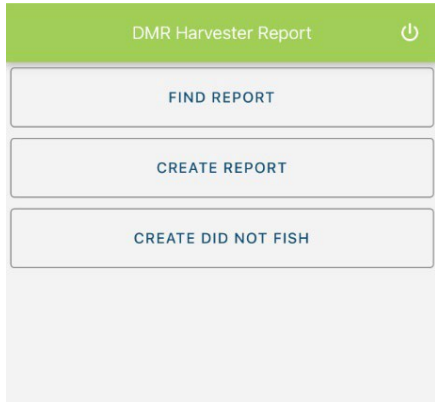 DMR Harvester Report
FIND REPORT
CREATE REPORT
CREATE DID NOT FISH